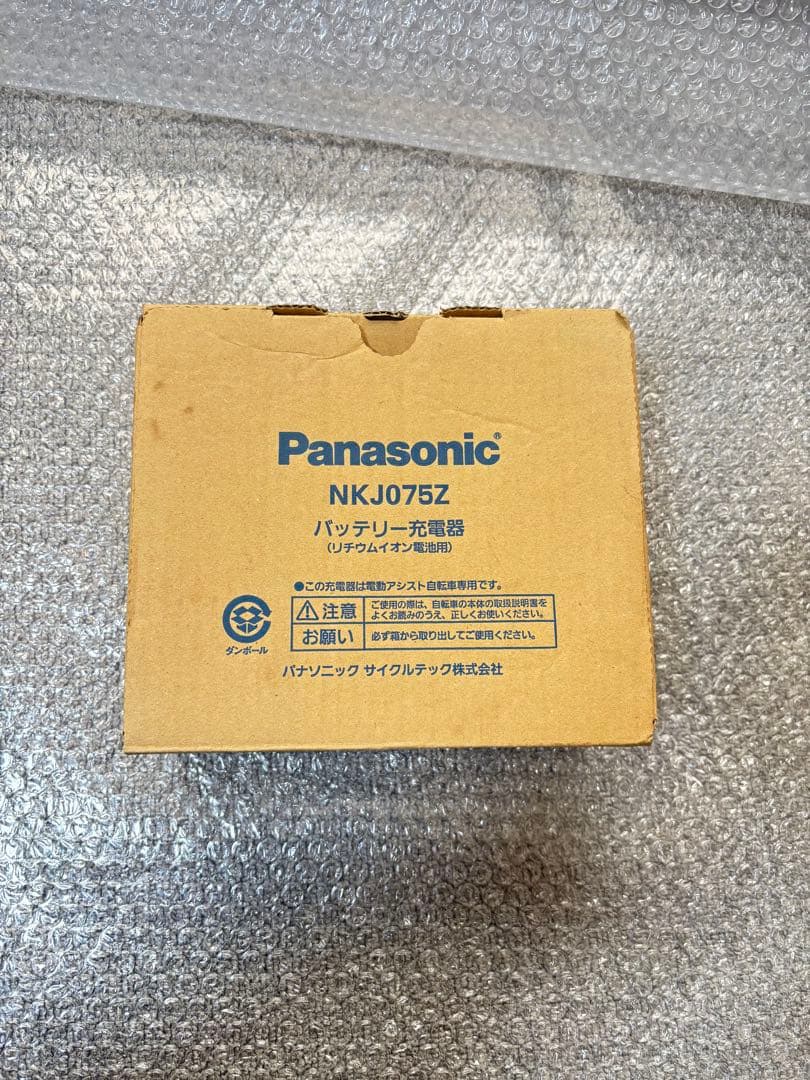 Panasonic®
NKJ075Z
バッテリー充電器
(リチウムイオン電池用)
●この充電器は電動アシスト自転車専用です。
注意
ご使用の際は、自転車の本体の取扱説明書を
よくお読みのうえ、正しくお使いください。
お願い
必ず箱から取り出してご使用ください。
ダンボール
パナソニック サイクルテック株式会社